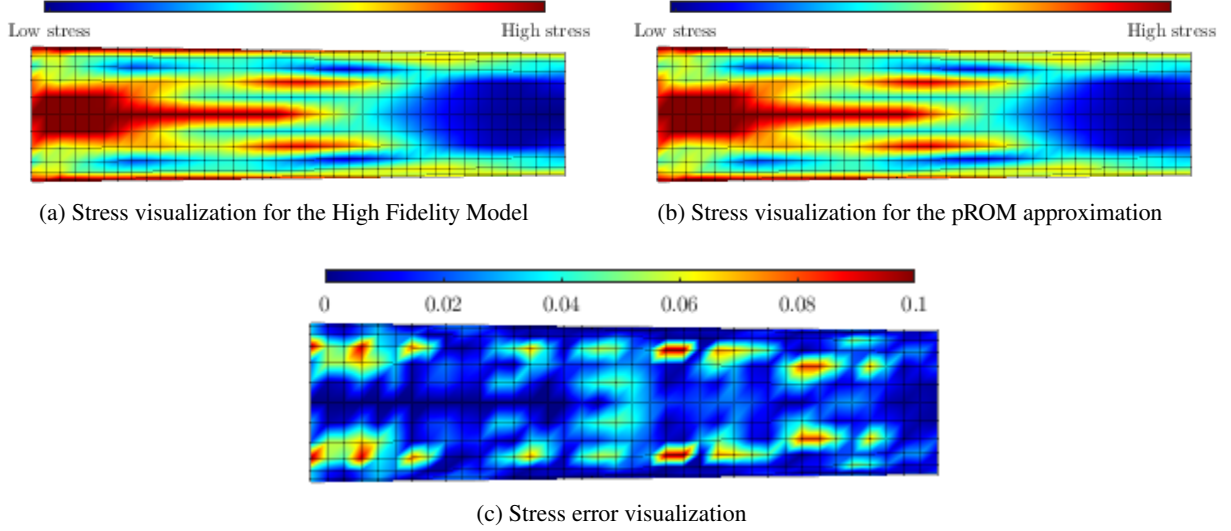 Low stress
High stress
Low stress
High stress
(a) Stress visualization for the High Fidelity Model
(b) Stress visualization for the pROM approximation
0 0.02 0.04 0.06 0.08 0.1
(c) Stress error visualization